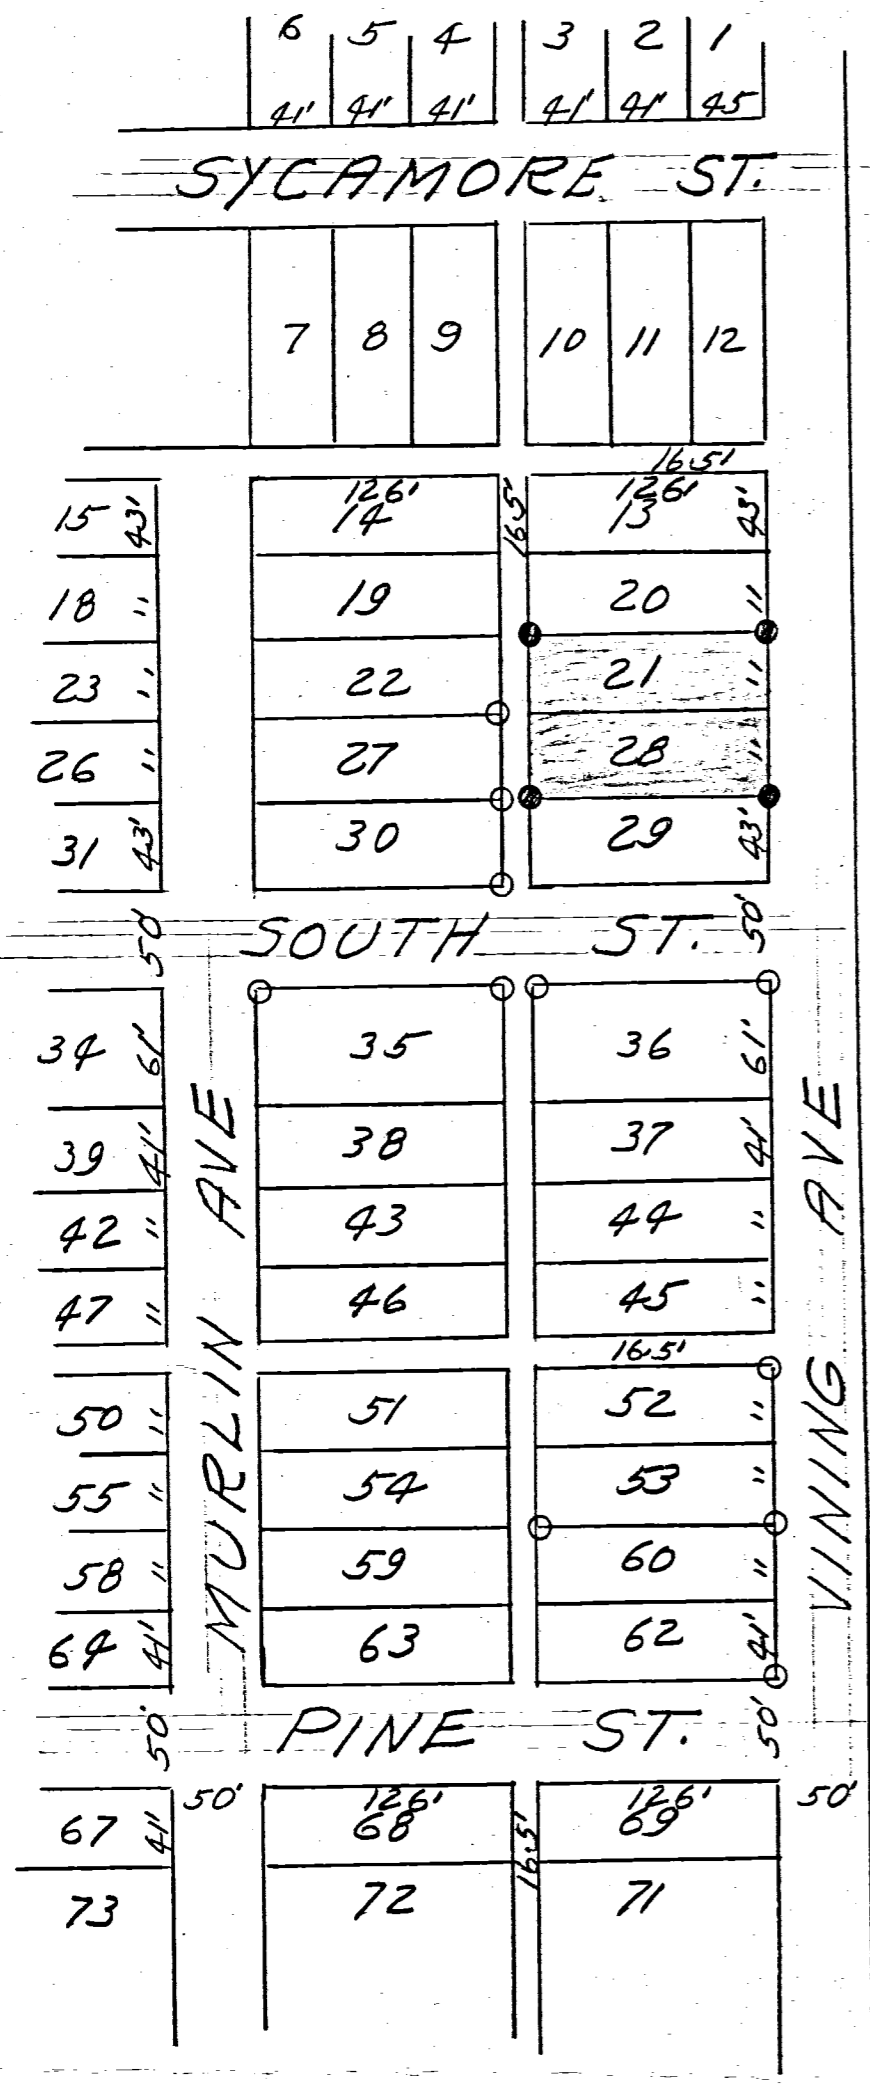 6 5 4 3 2 1
41' 41' 41' 41' 41' 45
SYCAMORE ST.
7 8 9 10 11 12
16.5'
126' 126'
15 43' 14 16.5' 13 43'
18 " 19 20 "
23 " 22 21 "
26 " 27 28 "
31 43' 30 29 43'
50' SOUTH ST. 50'
34 61' 35 36 61'
39 41' 38 37 41'
42 " 43 44 "
47 " 46 45 "
MURLIN AVE
VINING AVE
16.5'
50 " 51 52 "
55 " 54 53 "
58 " 59 60 "
64 41' 63 62 41'
50' PINE ST. 50'
50' 126' 126' 50'
67 41' 68 16.5' 69
73 72 71